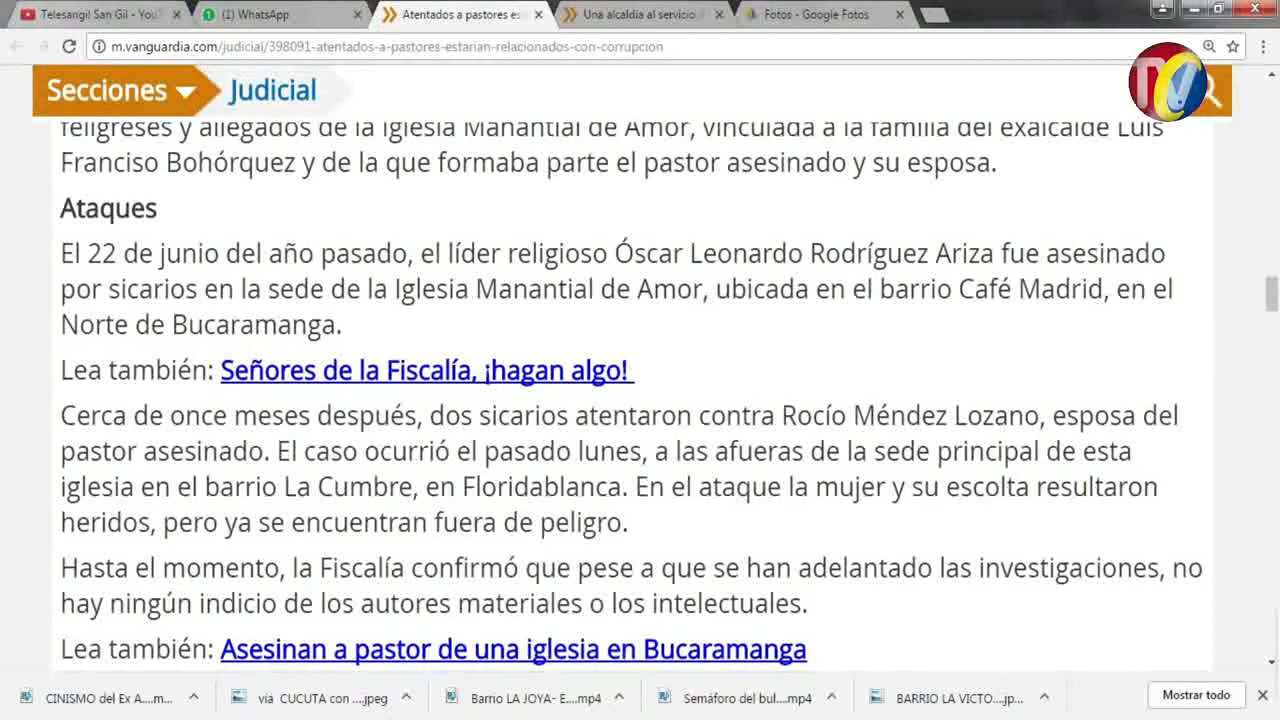 Telesangil San Gil - You
(1) WhatsApp
Atentados a pastores es
Una alcaldía al servicio
Fotos - Google Fotos
m.vanguardia.com/judicial/398091-atentados-a-pastores-estarian-relacionados-con-corrupcion
Secciones
Judicial
TVC
feligreses y allegados de la Iglesia Manantial de Amor, vinculada a la familia del exalcalde Luis
Franciso Bohórquez y de la que formaba parte el pastor asesinado y su esposa.
Ataques
El 22 de junio del año pasado, el líder religioso Óscar Leonardo Rodríguez Ariza fue asesinado
por sicarios en la sede de la Iglesia Manantial de Amor, ubicada en el barrio Café Madrid, en el
Norte de Bucaramanga.
Lea también: Señores de la Fiscalía, ¡hagan algo!
Cerca de once meses después, dos sicarios atentaron contra Rocío Méndez Lozano, esposa del
pastor asesinado. El caso ocurrió el pasado lunes, a las afueras de la sede principal de esta
iglesia en el barrio La Cumbre, en Floridablanca. En el ataque la mujer y su escolta resultaron
heridos, pero ya se encuentran fuera de peligro.
Hasta el momento, la Fiscalía confirmó que pese a que se han adelantado las investigaciones, no
hay ningún indicio de los autores materiales o los intelectuales.
Lea también: Asesinan a pastor de una iglesia en Bucaramanga
CINISMO del Ex A....m...
vía CUCUTA con ....jpeg
Barrio LA JOYA- E....mp4
Semáforo del bul....mp4
BARRIO LA VICTO....jp...
Mostrar todo